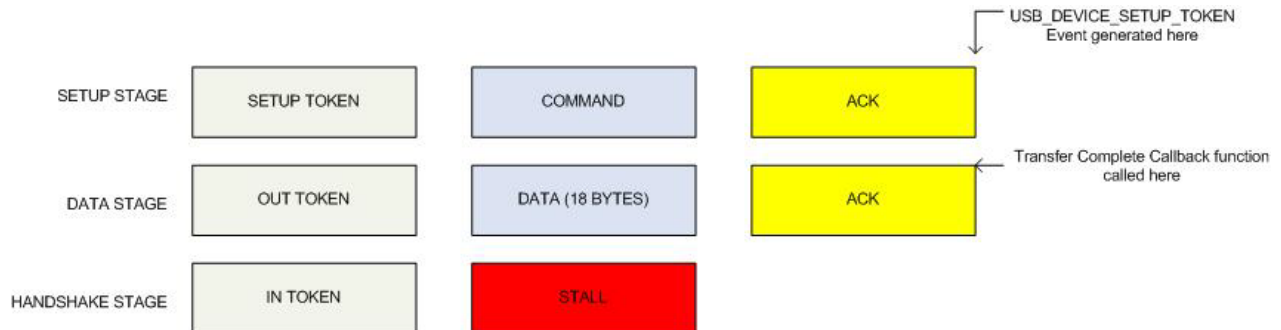 USB_DEVICE_SETUP_TOKEN
Event generated here
SETUP STAGE
SETUP TOKEN
COMMAND
ACK
Transfer Complete Callback function
called here
DATA STAGE
OUT TOKEN
DATA (18 BYTES)
ACK
HANDSHAKE STAGE
IN TOKEN
STALL